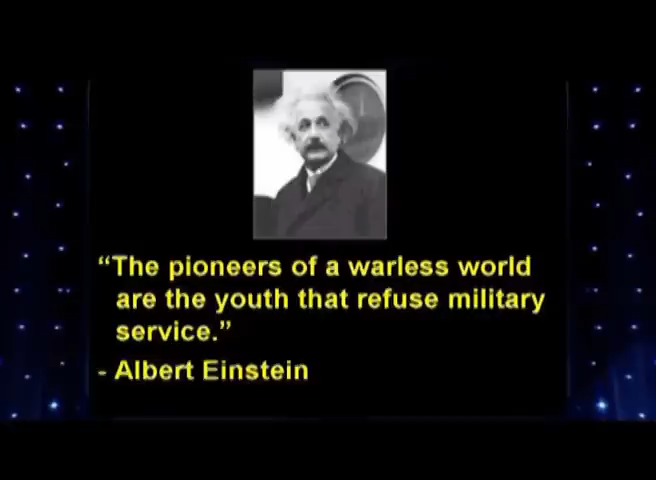 “The pioneers of a warless world
are the youth that refuse military
service.”
- Albert Einstein